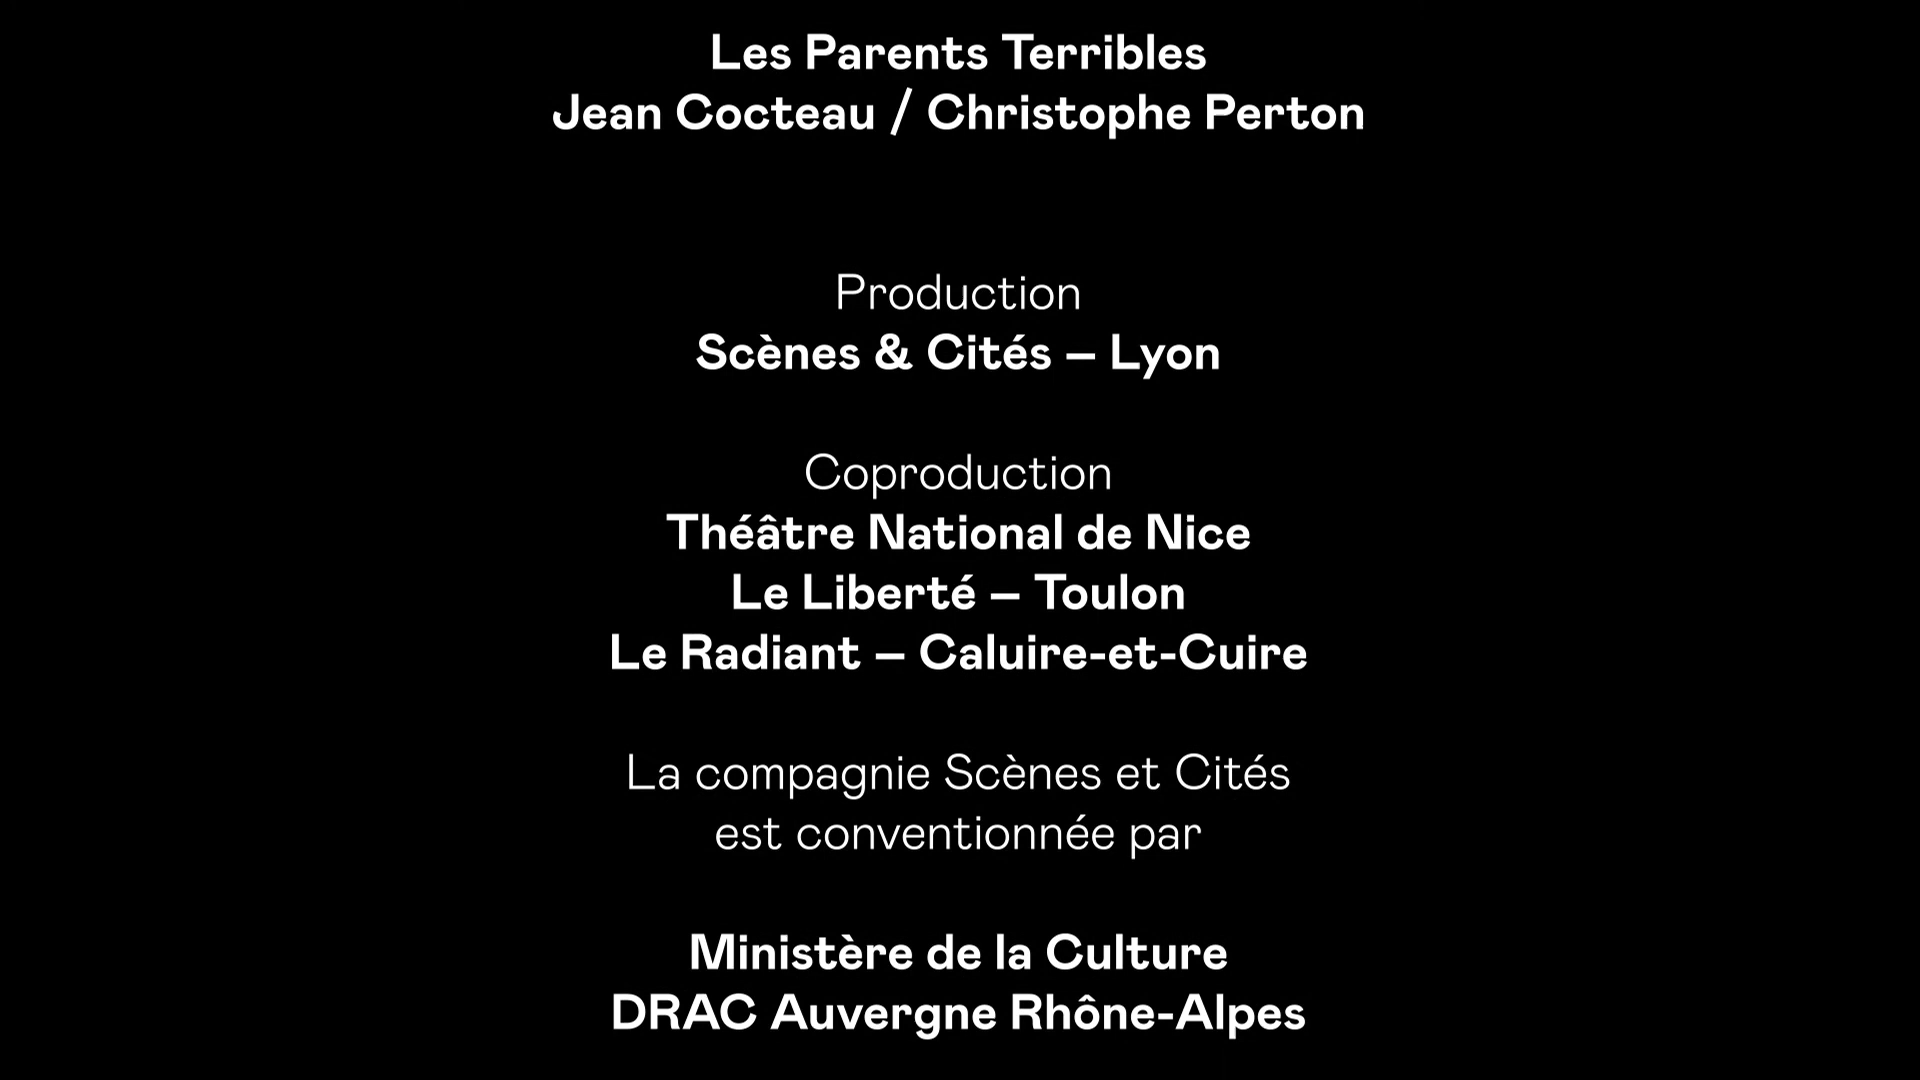 Les Parents Terribles
Jean Cocteau / Christophe Perton
Production
Scènes & Cités – Lyon
Coproduction
Théâtre National de Nice
Le Liberté – Toulon
Le Radiant – Caluire-et-Cuire
La compagnie Scènes et Cités
est conventionnée par
Ministère de la Culture
DRAC Auvergne Rhône-Alpes